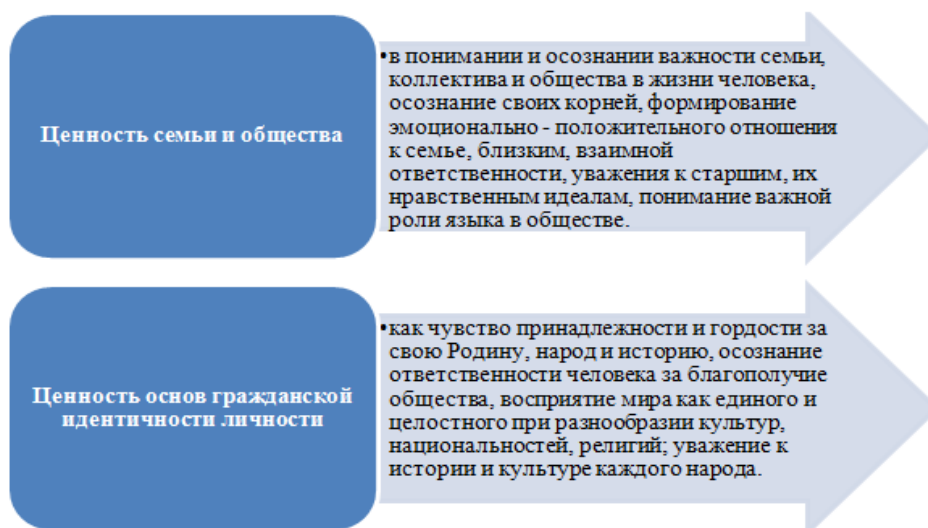 Ценность семьи и общества
•в понимании и осознании важности семьи,
коллектива и общества в жизни человека,
осознание своих корней, формирование
эмоционально - положительного отношения
к семье, близким, взаимной
ответственности, уважения к старшим, их
нравственным идеалам, понимание важной
роли языка в обществе.
Ценность основ гражданской
идентичности личности
•как чувство принадлежности и гордости за
свою Родину, народ и историю, осознание
ответственности человека за благополучие
общества, восприятие мира как единого и
целостного при разнообразии культур,
национальностей, религий; уважение к
истории и культуре каждого народа.